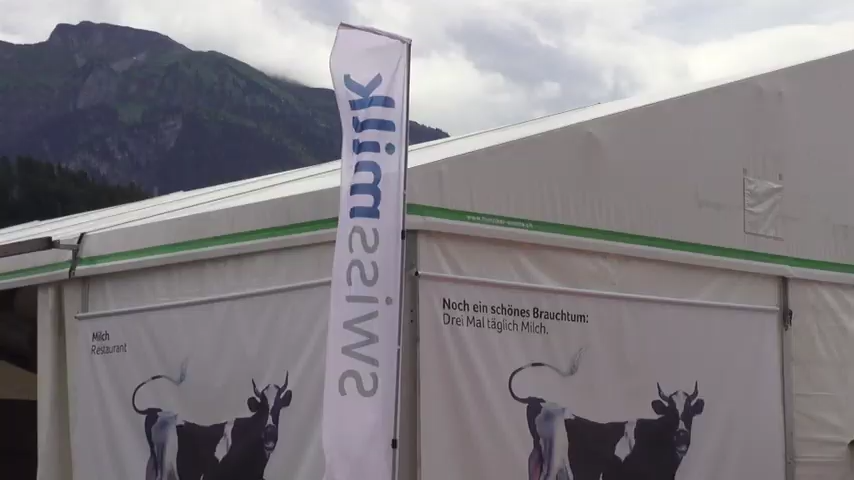 swissmilk
Milch
Restaurant
Noch ein schönes Brauchtum:
Drei Mal täglich Milch.